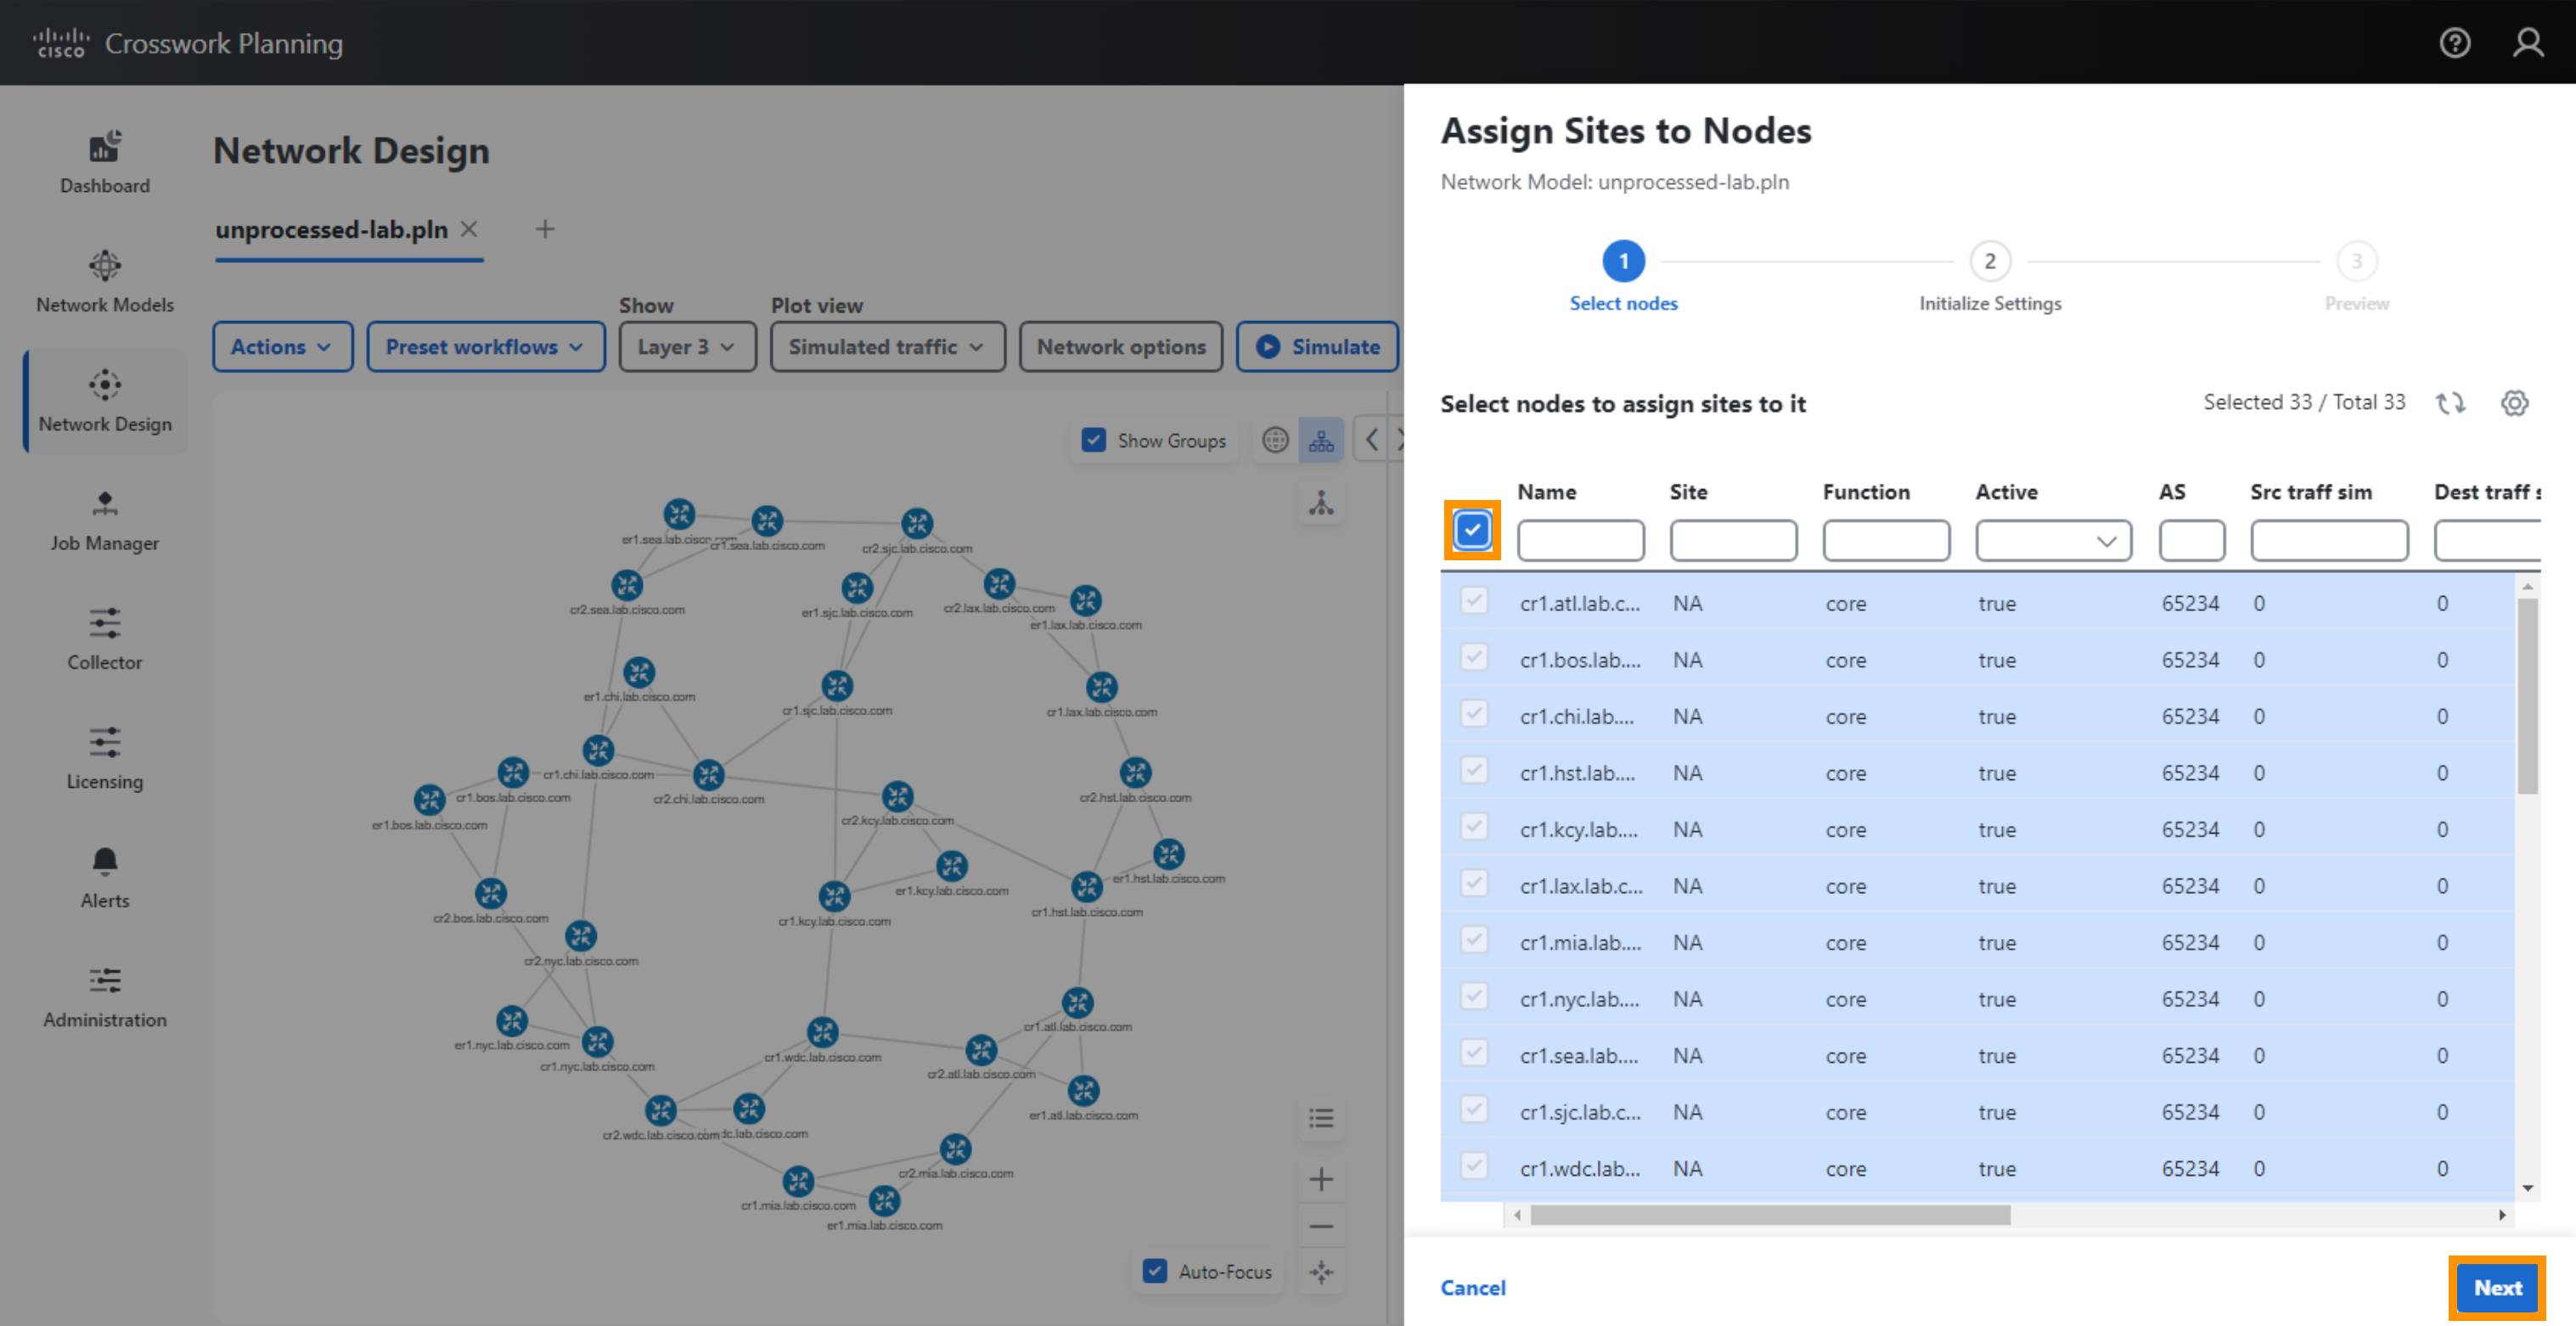 cisco Crosswork Planning
Dashboard
Network Models
Network Design
Job Manager
Collector
Licensing
Alerts
Administration
Network Design
unprocessed-lab.pln
Show
Plot view
Actions
Preset workflows
Layer 3
Simulated traffic
Network options
Simulate
Show Groups
er1.sea.lab.cisco.com
cr1.sea.lab.cisco.com
cr2.sjc.lab.cisco.com
cr2.sea.lab.cisco.com
er1.sjc.lab.cisco.com
cr2.lax.lab.cisco.com
er1.lax.lab.cisco.com
er1.chi.lab.cisco.com
cr1.sjc.lab.cisco.com
cr1.lax.lab.cisco.com
cr1.chi.lab.cisco.com
cr1.bos.lab.cisco.com
cr2.chi.lab.cisco.com
cr2.hst.lab.cisco.com
er1.bos.lab.cisco.com
cr2.kcy.lab.cisco.com
er1.kcy.lab.cisco.com
er1.hst.lab.cisco.com
cr2.bos.lab.cisco.com
cr1.kcy.lab.cisco.com
cr1.hst.lab.cisco.com
cr2.nyc.lab.cisco.com
er1.nyc.lab.cisco.com
cr1.nyc.lab.cisco.com
cr1.wdc.lab.cisco.com
cr1.atl.lab.cisco.com
cr2.atl.lab.cisco.com
er1.atl.lab.cisco.com
cr2.wdc.lab.cisco.com
lab.cisco.com
cr2.mia.lab.cisco.com
cr1.mia.lab.cisco.com
er1.mia.lab.cisco.com
Auto-Focus
Assign Sites to Nodes
Network Model: unprocessed-lab.pln
1 2 3
Select nodes Initialize Settings Preview
Select nodes to assign sites to it
Selected 33 / Total 33
Name Site Function Active AS Src traff sim Dest traff s
cr1.atl.lab.c... NA core true 65234 0 0
cr1.bos.lab.... NA core true 65234 0 0
cr1.chi.lab.... NA core true 65234 0 0
cr1.hst.lab.... NA core true 65234 0 0
cr1.kcy.lab.... NA core true 65234 0 0
cr1.lax.lab.c... NA core true 65234 0 0
cr1.mia.lab.... NA core true 65234 0 0
cr1.nyc.lab.... NA core true 65234 0 0
cr1.sea.lab.... NA core true 65234 0 0
cr1.sjc.lab.c... NA core true 65234 0 0
cr1.wdc.lab... NA core true 65234 0 0
Cancel
Next